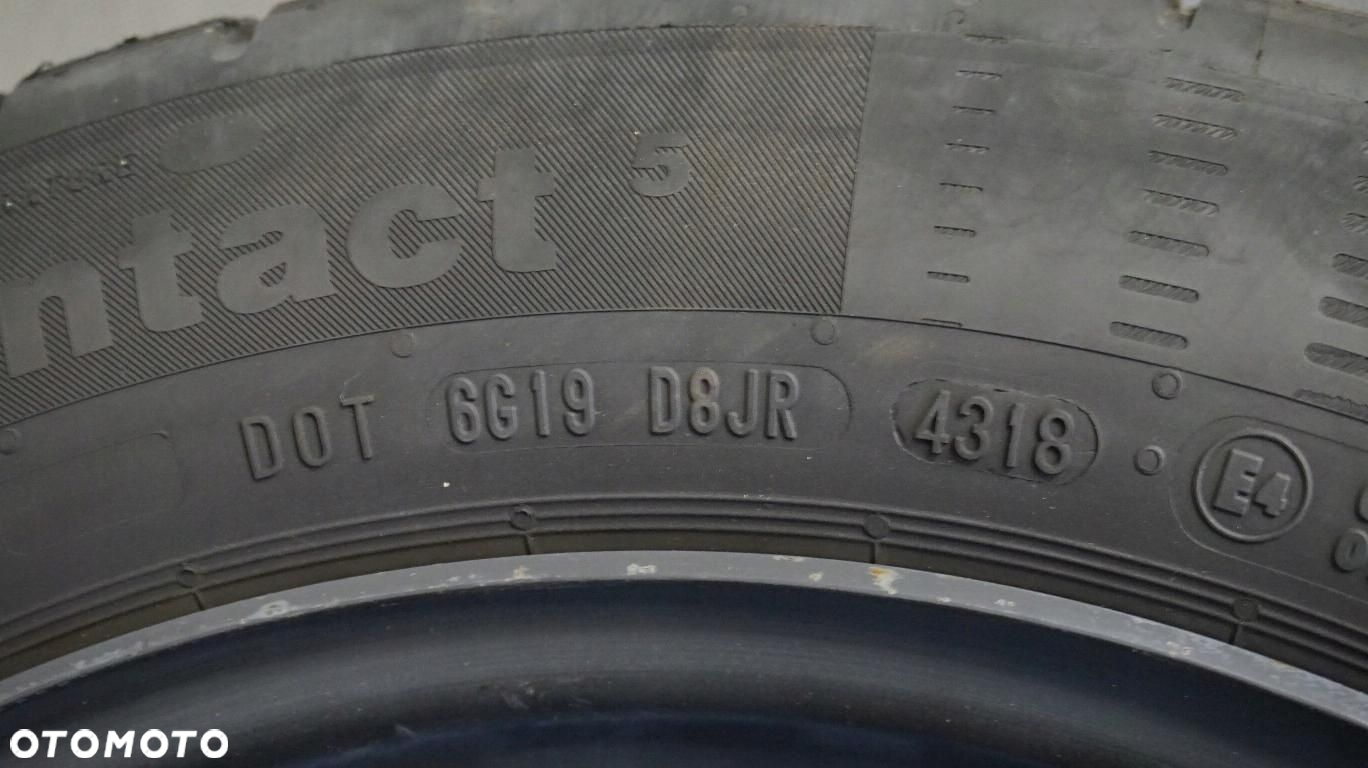 ntact 5
DOT 6G19 D8JR 4318 E4
OTOMOTO